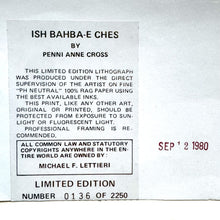 ISH BAHBA-E CHES
BY
PENNI ANNE CROSS
THIS LIMITED EDITION LITHOGRAPH
WAS PRODUCED UNDER THE DIRECT
SUPERVISION OF THE ARTIST ON FINE
"PH NEUTRAL" 100% RAG PAPER USING
THE BEST AVAILABLE INKS.
THIS PRINT, LIKE ANY OTHER ART,
ORIGINAL OR PRINTED, SHOULD BE
PROTECTED FROM EXPOSURE TO SUN-
LIGHT OR FLUORESCENT LIGHT.
PROFESSIONAL FRAMING IS RE-
COMMENDED.
ALL COMMON LAW AND STATUTORY
COPYRIGHTS ANYWHERE IN THE EN-
TIRE WORLD ARE OWNED BY:
MICHAEL F. LETTIERI
SEP 12 1980
LIMITED EDITION
NUMBER 0136 OF 2250